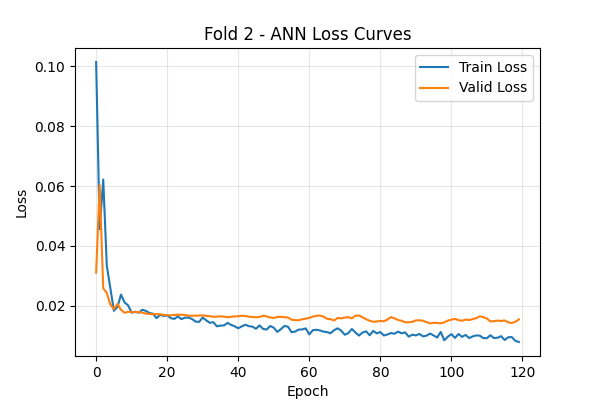 Fold 2 - ANN Loss Curves
Train Loss
Valid Loss
0.10
0.08
0.06
0.04
0.02
Loss
0 20 40 60 80 100 120
Epoch